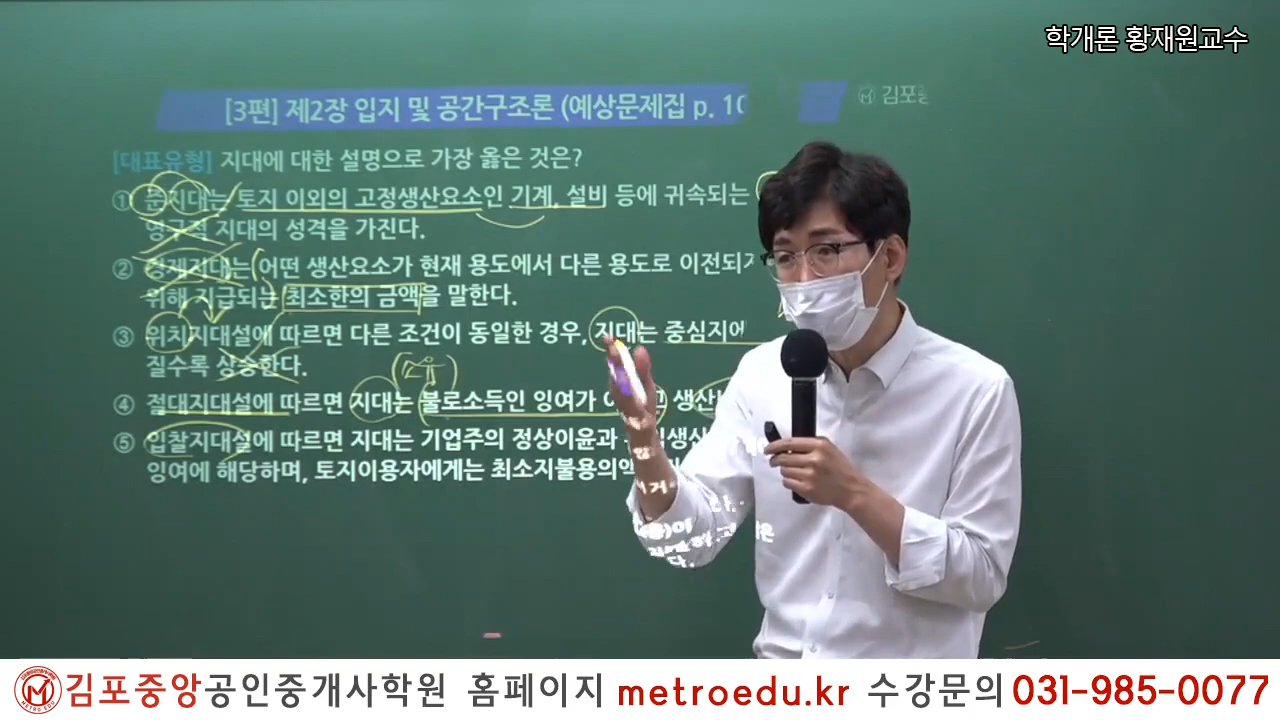 학개론 황재원교수
[3편] 제2장 입지 및 공간구조론 (예상문제집 p. 10
김포중
[대표유형] 지대에 대한 설명으로 가장 옳은 것은?
① 준지대는 토지 이외의 고정생산요소인 기계, 설비 등에 귀속되는
영구적 지대의 성격을 가진다.
② 경제지대는 어떤 생산요소가 현재 용도에서 다른 용도로 이전되지
위해 지급되는 최소한의 금액을 말한다.
③ 위치지대설에 따르면 다른 조건이 동일한 경우, 지대는 중심지에
질수록 상승한다.
④ 절대지대설에 따르면 지대는 불로소득인 잉여가 생산
⑤ 입찰지대설에 따르면 지대는 기업주의 정상이윤과 생산
잉여에 해당하며, 토지이용자에게는 최소지불용의액
METRO EDU 김포중앙공인중개사학원 홈페이지 metroedu.kr 수강문의 031-985-0077